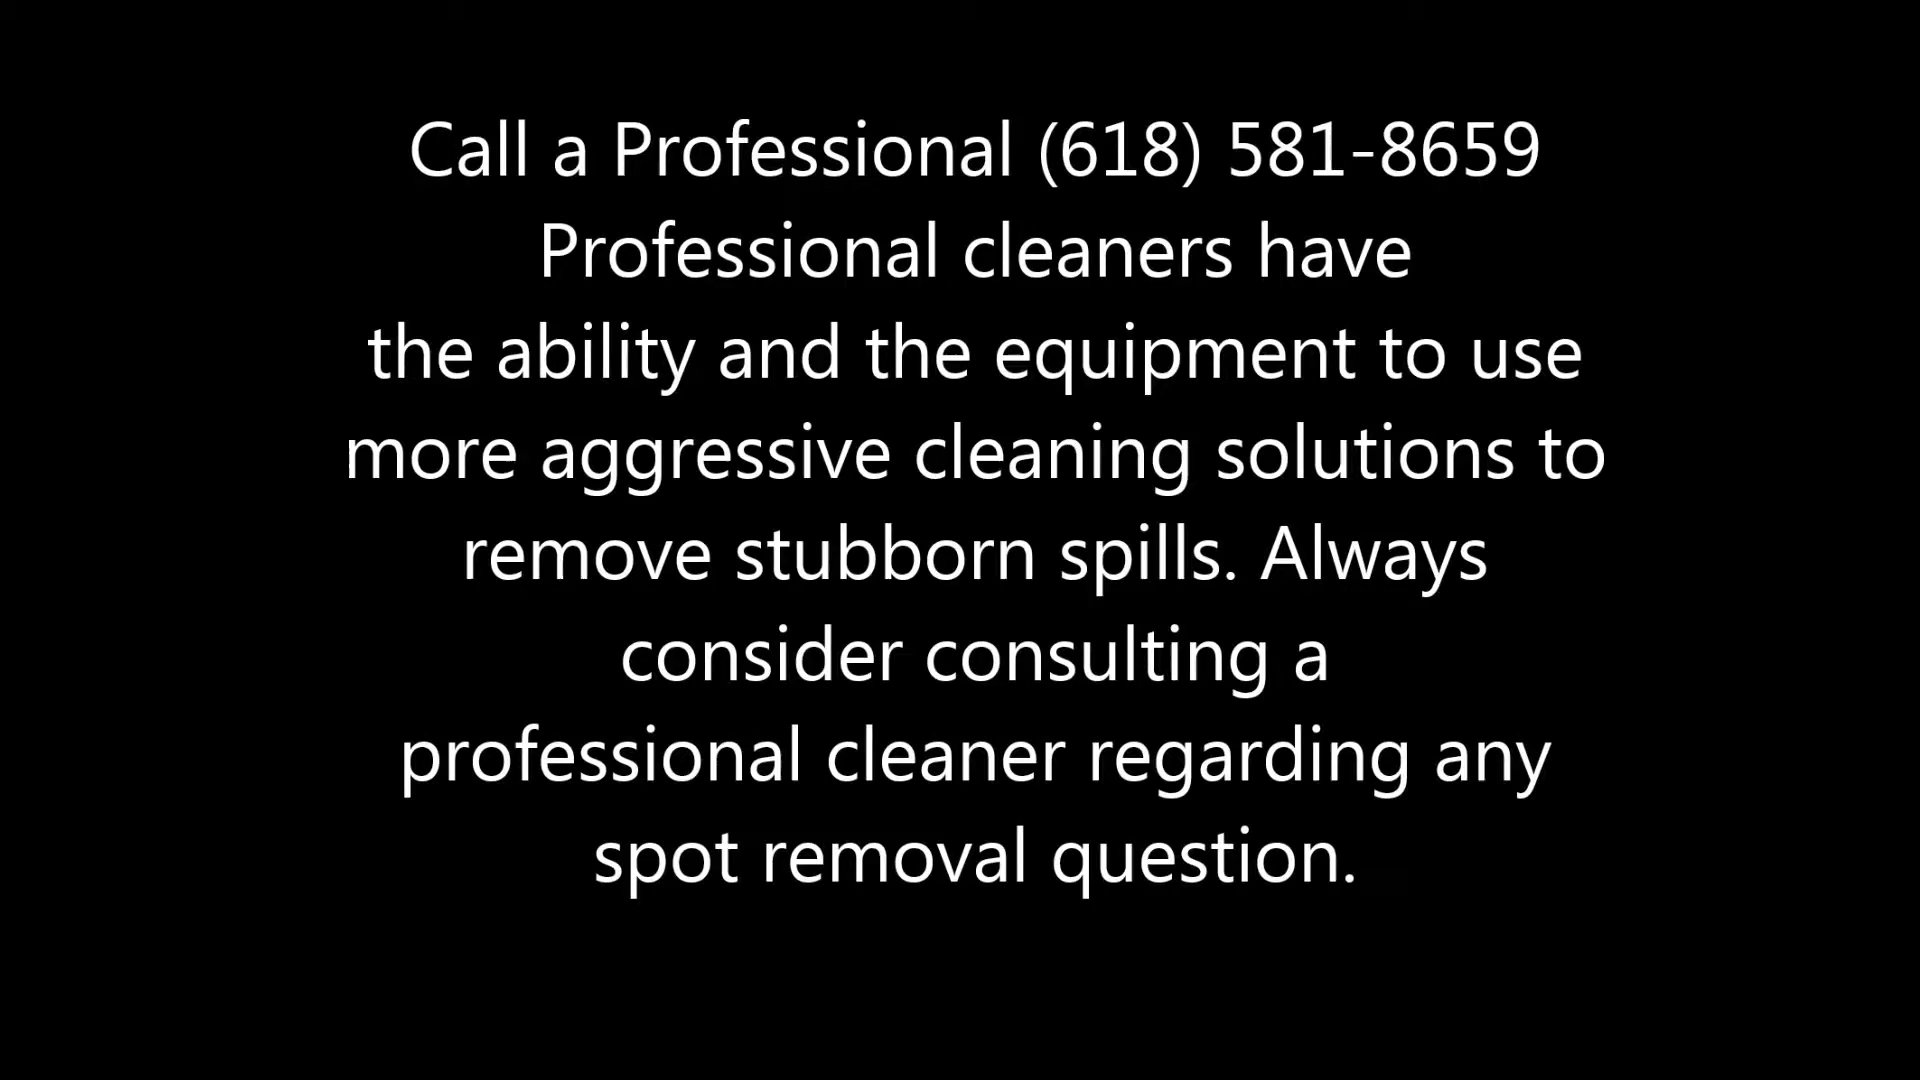 Call a Professional (618) 581-8659
Professional cleaners have
the ability and the equipment to use
more aggressive cleaning solutions to
remove stubborn spills. Always
consider consulting a
professional cleaner regarding any
spot removal question.